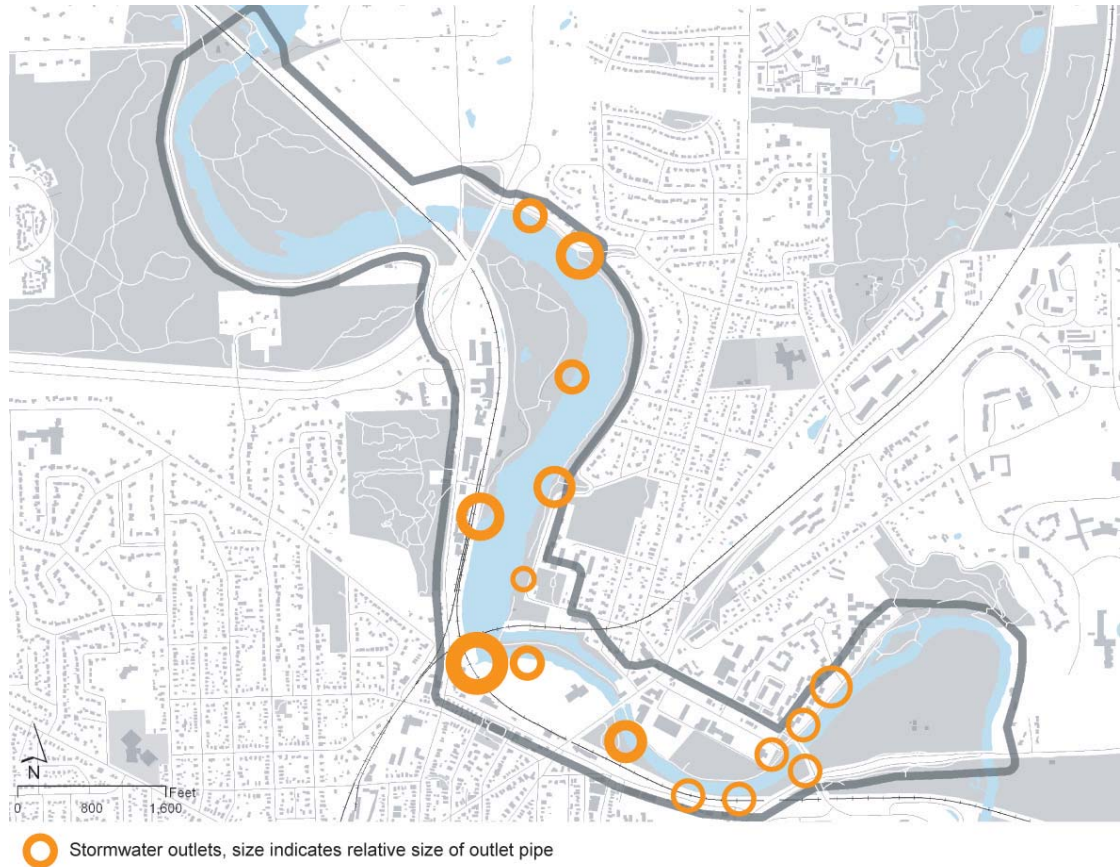 N
Feet
0 800 1,600
Stormwater outlets, size indicates relative size of outlet pipe